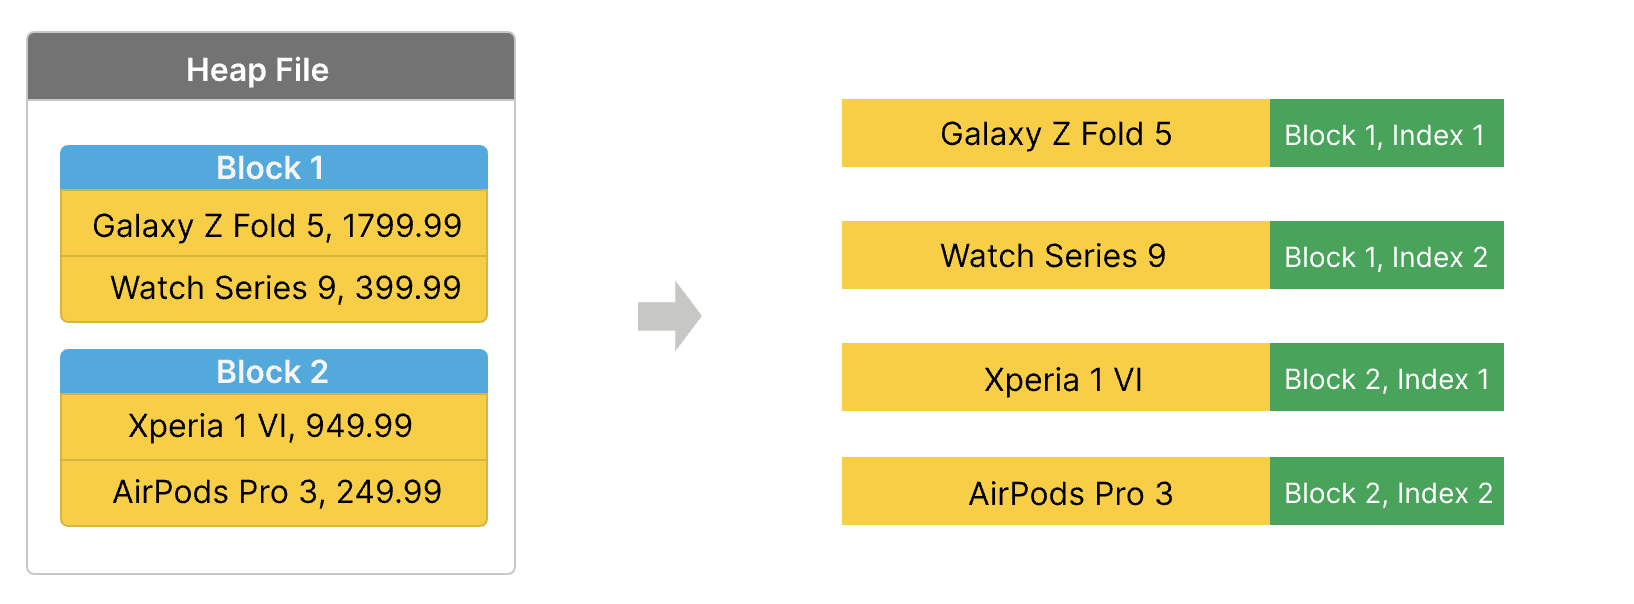 Heap File
Block 1
Galaxy Z Fold 5, 1799.99
Watch Series 9, 399.99
Block 2
Xperia 1 VI, 949.99
AirPods Pro 3, 249.99
Galaxy Z Fold 5
Block 1, Index 1
Watch Series 9
Block 1, Index 2
Xperia 1 VI
Block 2, Index 1
AirPods Pro 3
Block 2, Index 2